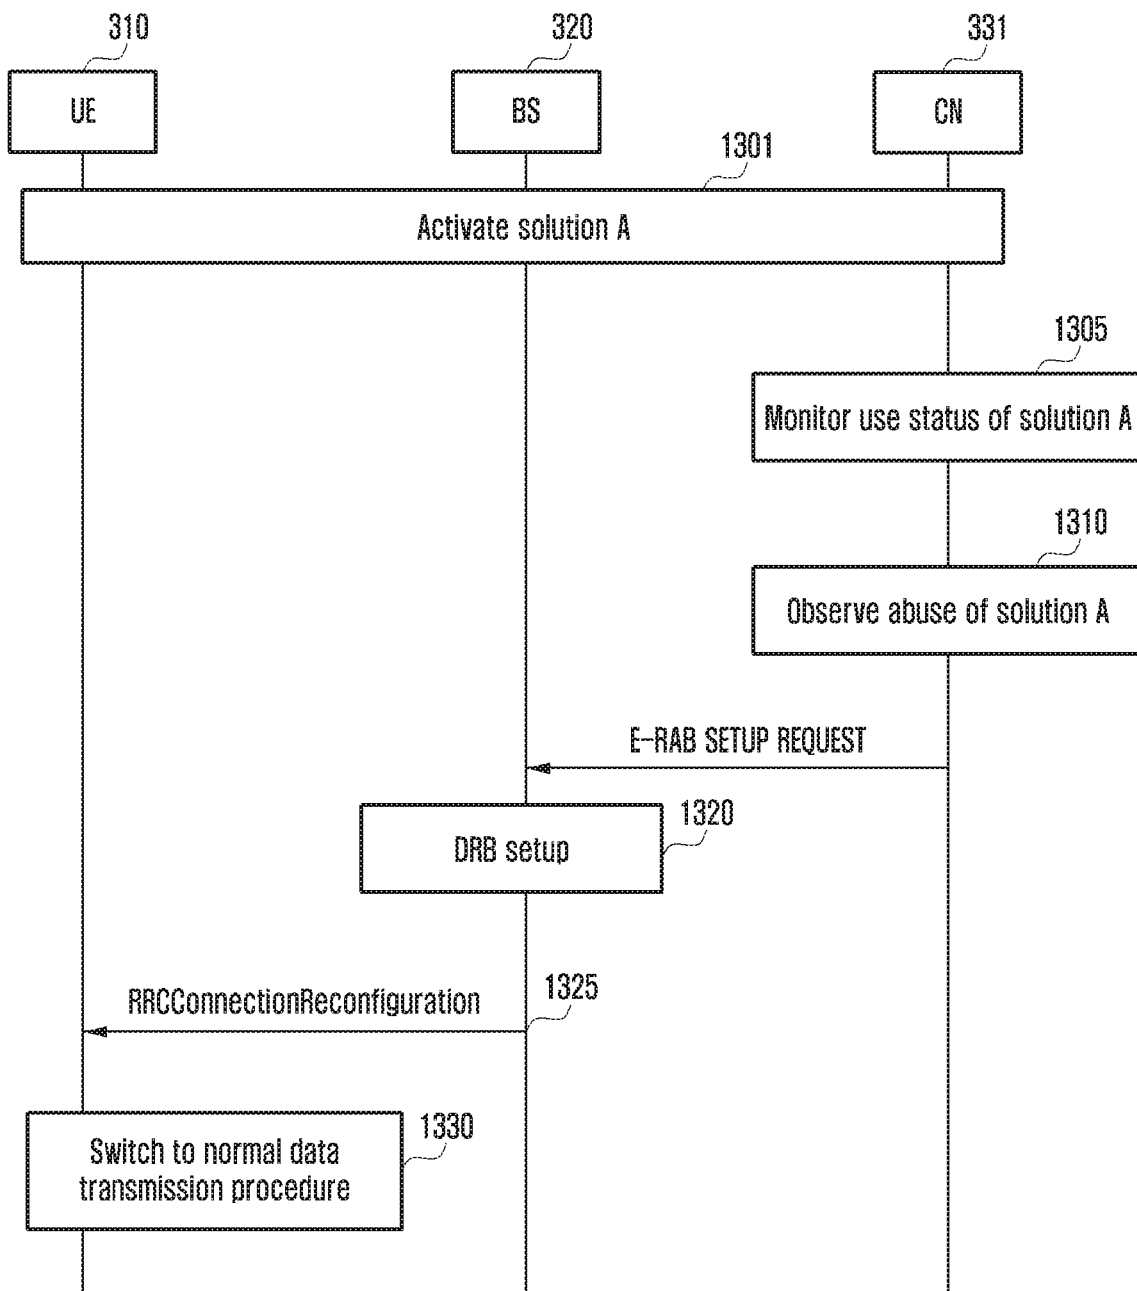 310
320
331
UE
BS
CN
1301
Activate solution A
1305
Monitor use status of solution A
1310
Observe abuse of solution A
E-RAB SETUP REQUEST
1320
DRB setup
1325
RRCConnectionReconfiguration
1330
Switch to normal data
transmission procedure